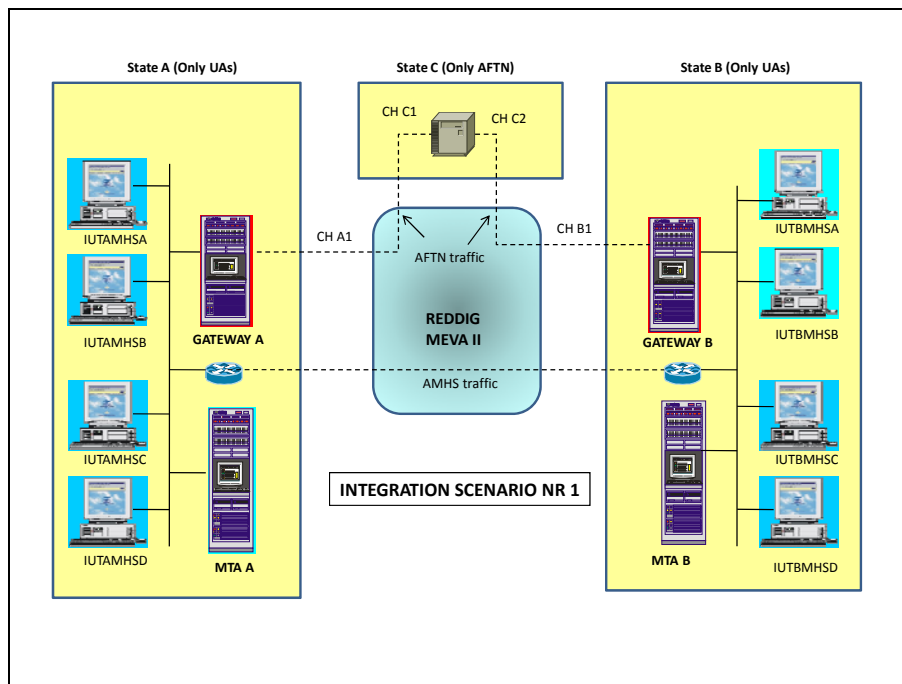 State A (Only UAs)
State C (Only AFTN)
State B (Only UAs)
CH C1
CH C2
IUTAMHSA
IUTBMHSA
CH A1
CH B1
AFTN traffic
IUTAMHSB
GATEWAY A
REDDIG
MEVA II
GATEWAY B
IUTBMHSB
AMHS traffic
IUTAMHSC
IUTBMHSC
INTEGRATION SCENARIO NR 1
IUTAMHSD
MTA A
MTA B
IUTBMHSD